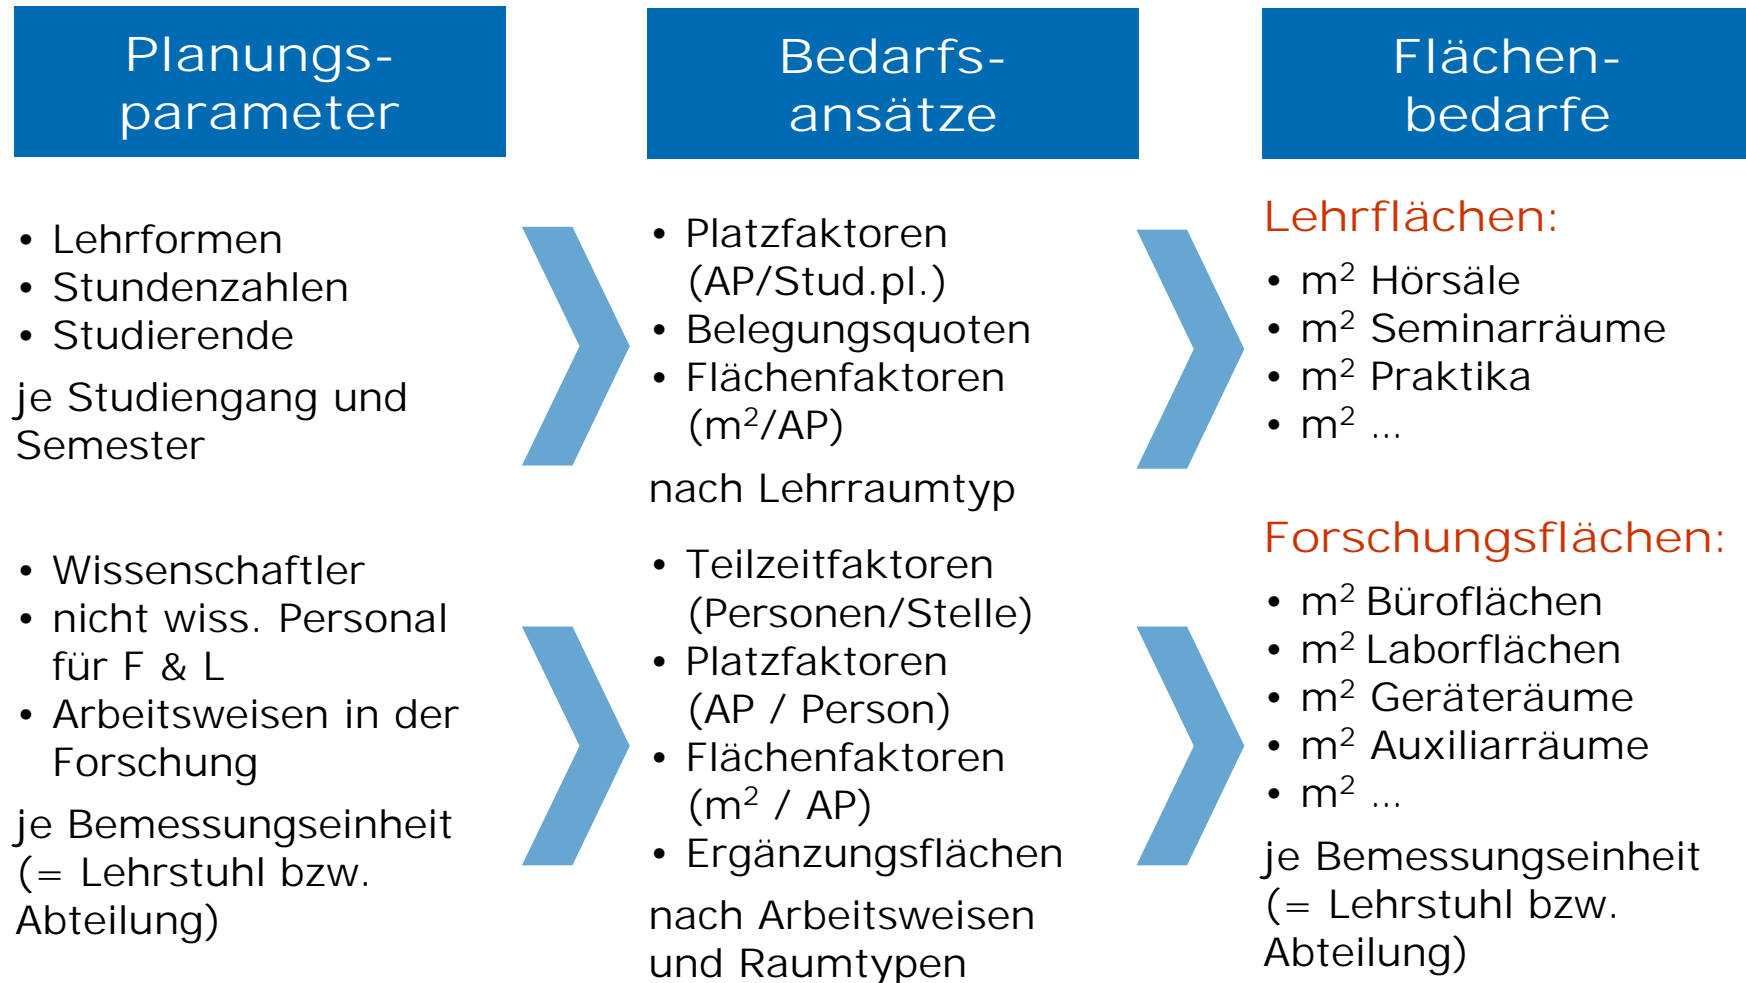 Planungs-
parameter
Bedarfs-
ansätze
Flächen-
bedarfe
• Lehrformen
• Stundenzahlen
• Studierende
je Studiengang und
Semester
• Platzfaktoren
(AP/Stud.pl.)
• Belegungsquoten
• Flächenfaktoren
(m²/AP)
nach Lehrraumtyp
Lehrflächen:
• m² Hörsäle
• m² Seminarräume
• m² Praktika
• m² ...
• Wissenschaftler
• nicht wiss. Personal
für F & L
• Arbeitsweisen in der
Forschung
je Bemessungseinheit
(= Lehrstuhl bzw.
Abteilung)
• Teilzeitfaktoren
(Personen/Stelle)
• Platzfaktoren
(AP / Person)
• Flächenfaktoren
(m² / AP)
• Ergänzungsflächen
nach Arbeitsweisen
und Raumtypen
Forschungsflächen:
• m² Büroflächen
• m² Laborflächen
• m² Geräteräume
• m² Auxiliarräume
• m² ...
je Bemessungseinheit
(= Lehrstuhl bzw.
Abteilung)